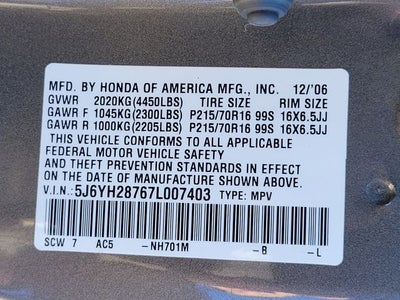 MFD. BY HONDA OF AMERICA MFG., INC. 12/'06
GVWR 2020KG(4450LBS) TIRE SIZE RIM SIZE
GAWR F 1045KG(2300LBS) P215/70R16 99S 16X6.5JJ
GAWR R 1000KG(2205LBS) P215/70R16 99S 16X6.5JJ
THIS VEHICLE CONFORMS TO ALL APPLICABLE
FEDERAL MOTOR VEHICLE SAFETY
AND THEFT PREVENTION STANDARDS IN EFFECT
ON THE DATE OF MANUFACTURE SHOWN ABOVE.
V.I.N.: 5J6YH28767L007403 TYPE: MPV
SCW 7 AC5 -NH701M -B -L